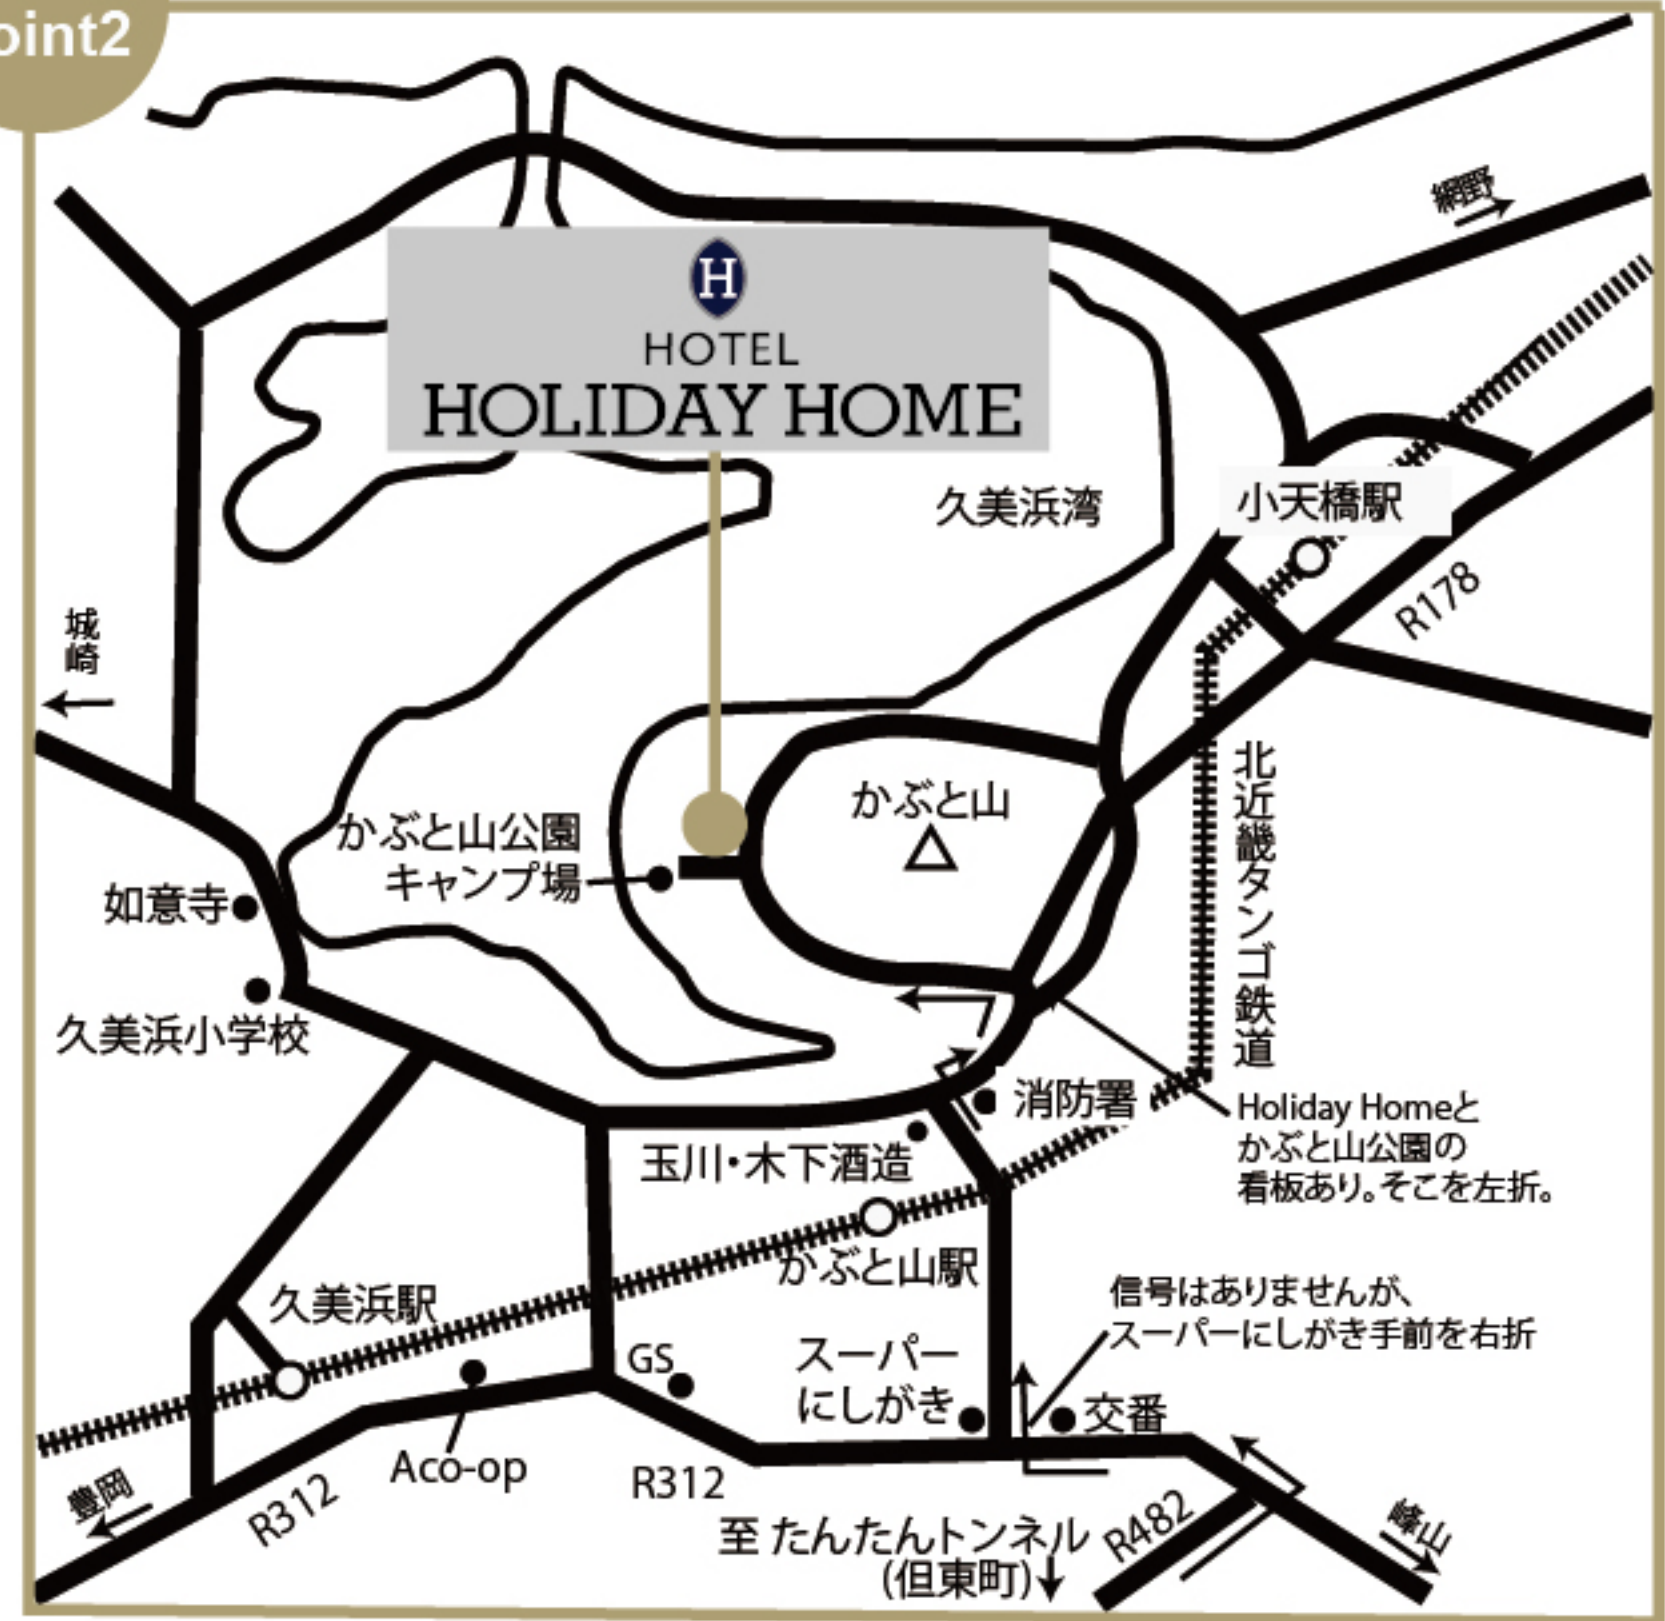 oint2
網野
H
HOTEL
HOLIDAY HOME
久美浜湾
小天橋駅
R178
城崎
北近畿タンゴ鉄道
かぶと山
かぶと山公園
キャンプ場
如意寺
久美浜小学校
消防署
Holiday Homeと
かぶと山公園の
看板あり。そこを左折。
玉川・木下酒造
かぶと山駅
久美浜駅
信号はありませんが、
スーパーにしがき手前を右折
GS
スーパー
にしがき
交番
Aco-op
R312
豊岡
R312
至 たんたんトンネル
(但東町)
R482
峰山